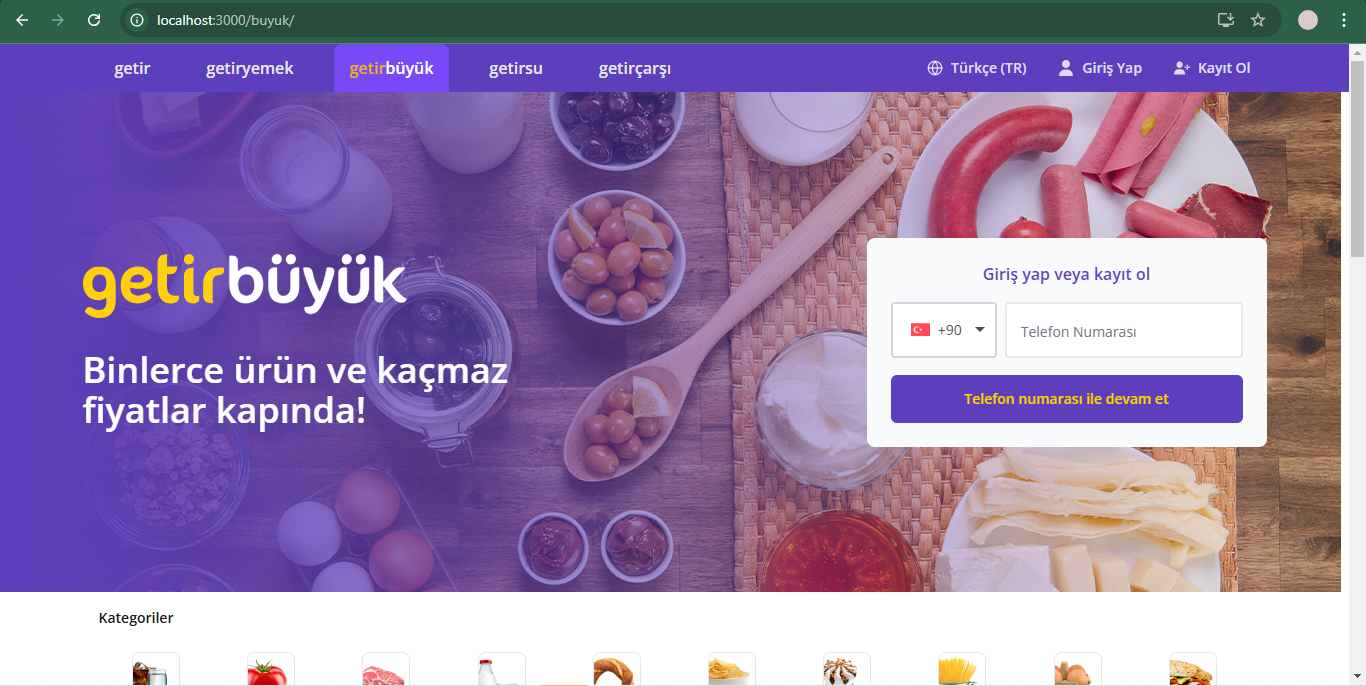 localhost:3000/buyuk/
getir getiryemek getirbüyük getirsu getirçarşı Türkçe (TR) Giriş Yap Kayıt Ol
getirbüyük
Binlerce ürün ve kaçmaz
fiyatlar kapında!
Giriş yap veya kayıt ol
+90 Telefon Numarası
Telefon numarası ile devam et
Kategoriler